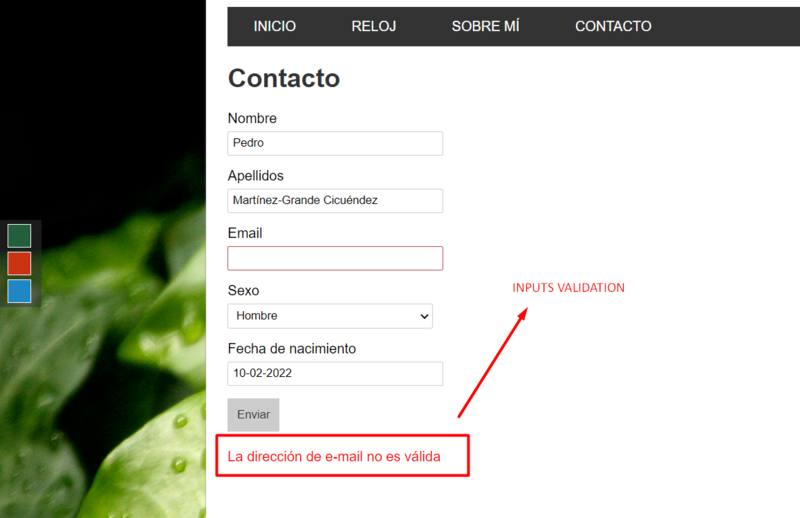 INICIO RELOJ SOBRE MÍ CONTACTO
Contacto
Nombre
Pedro
Apellidos
Martínez-Grande Cicuéndez
Email
Sexo
Hombre
INPUTS VALIDATION
Fecha de nacimiento
10-02-2022
Enviar
La dirección de e-mail no es válida